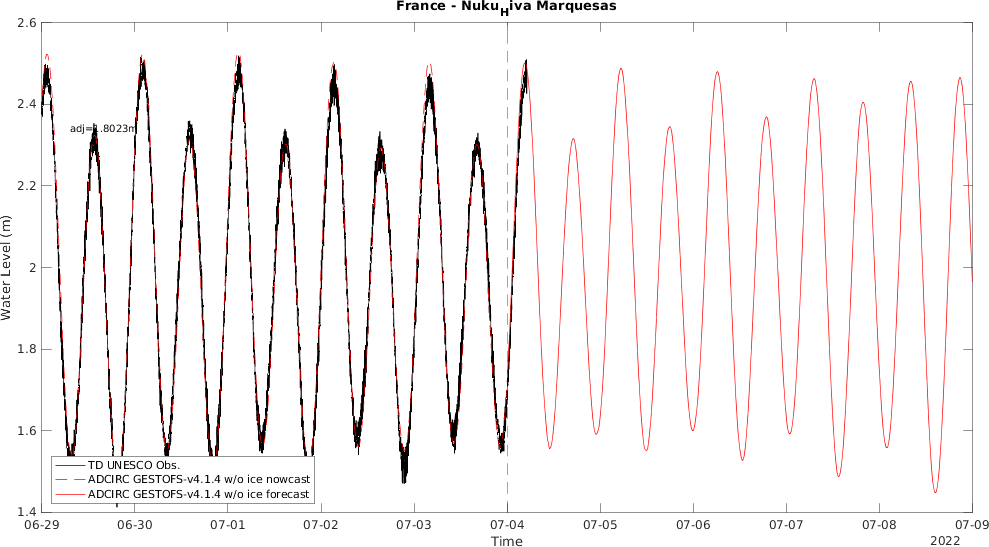 France - Nuku_Hiva Marquesas
2.6
2.4
2.2
2
1.8
1.6
1.4
Water Level (m)
adj=1.8023m
TD UNESCO Obs.
ADCIRC GESTOFS-v4.1.4 w/o ice nowcast
ADCIRC GESTOFS-v4.1.4 w/o ice forecast
06-29 06-30 07-01 07-02 07-03 07-04 07-05 07-06 07-07 07-08 07-09
Time
2022